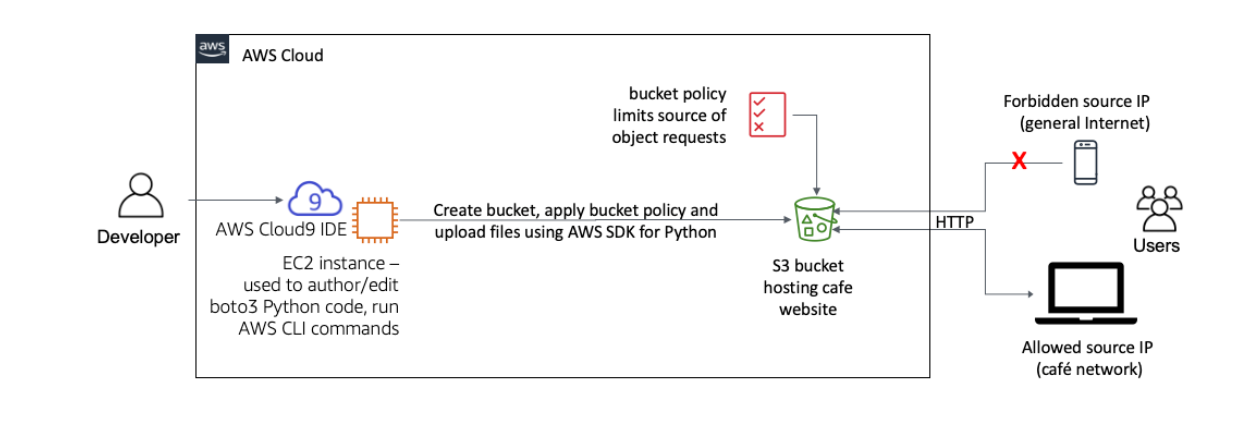 aws
AWS Cloud
bucket policy
limits source of
object requests
Forbidden source IP
(general Internet)
X
9
AWS Cloud9 IDE
Developer
Create bucket, apply bucket policy and
upload files using AWS SDK for Python
HTTP
Users
EC2 instance –
used to author/edit
boto3 Python code, run
AWS CLI commands
S3 bucket
hosting cafe
website
Allowed source IP
(café network)